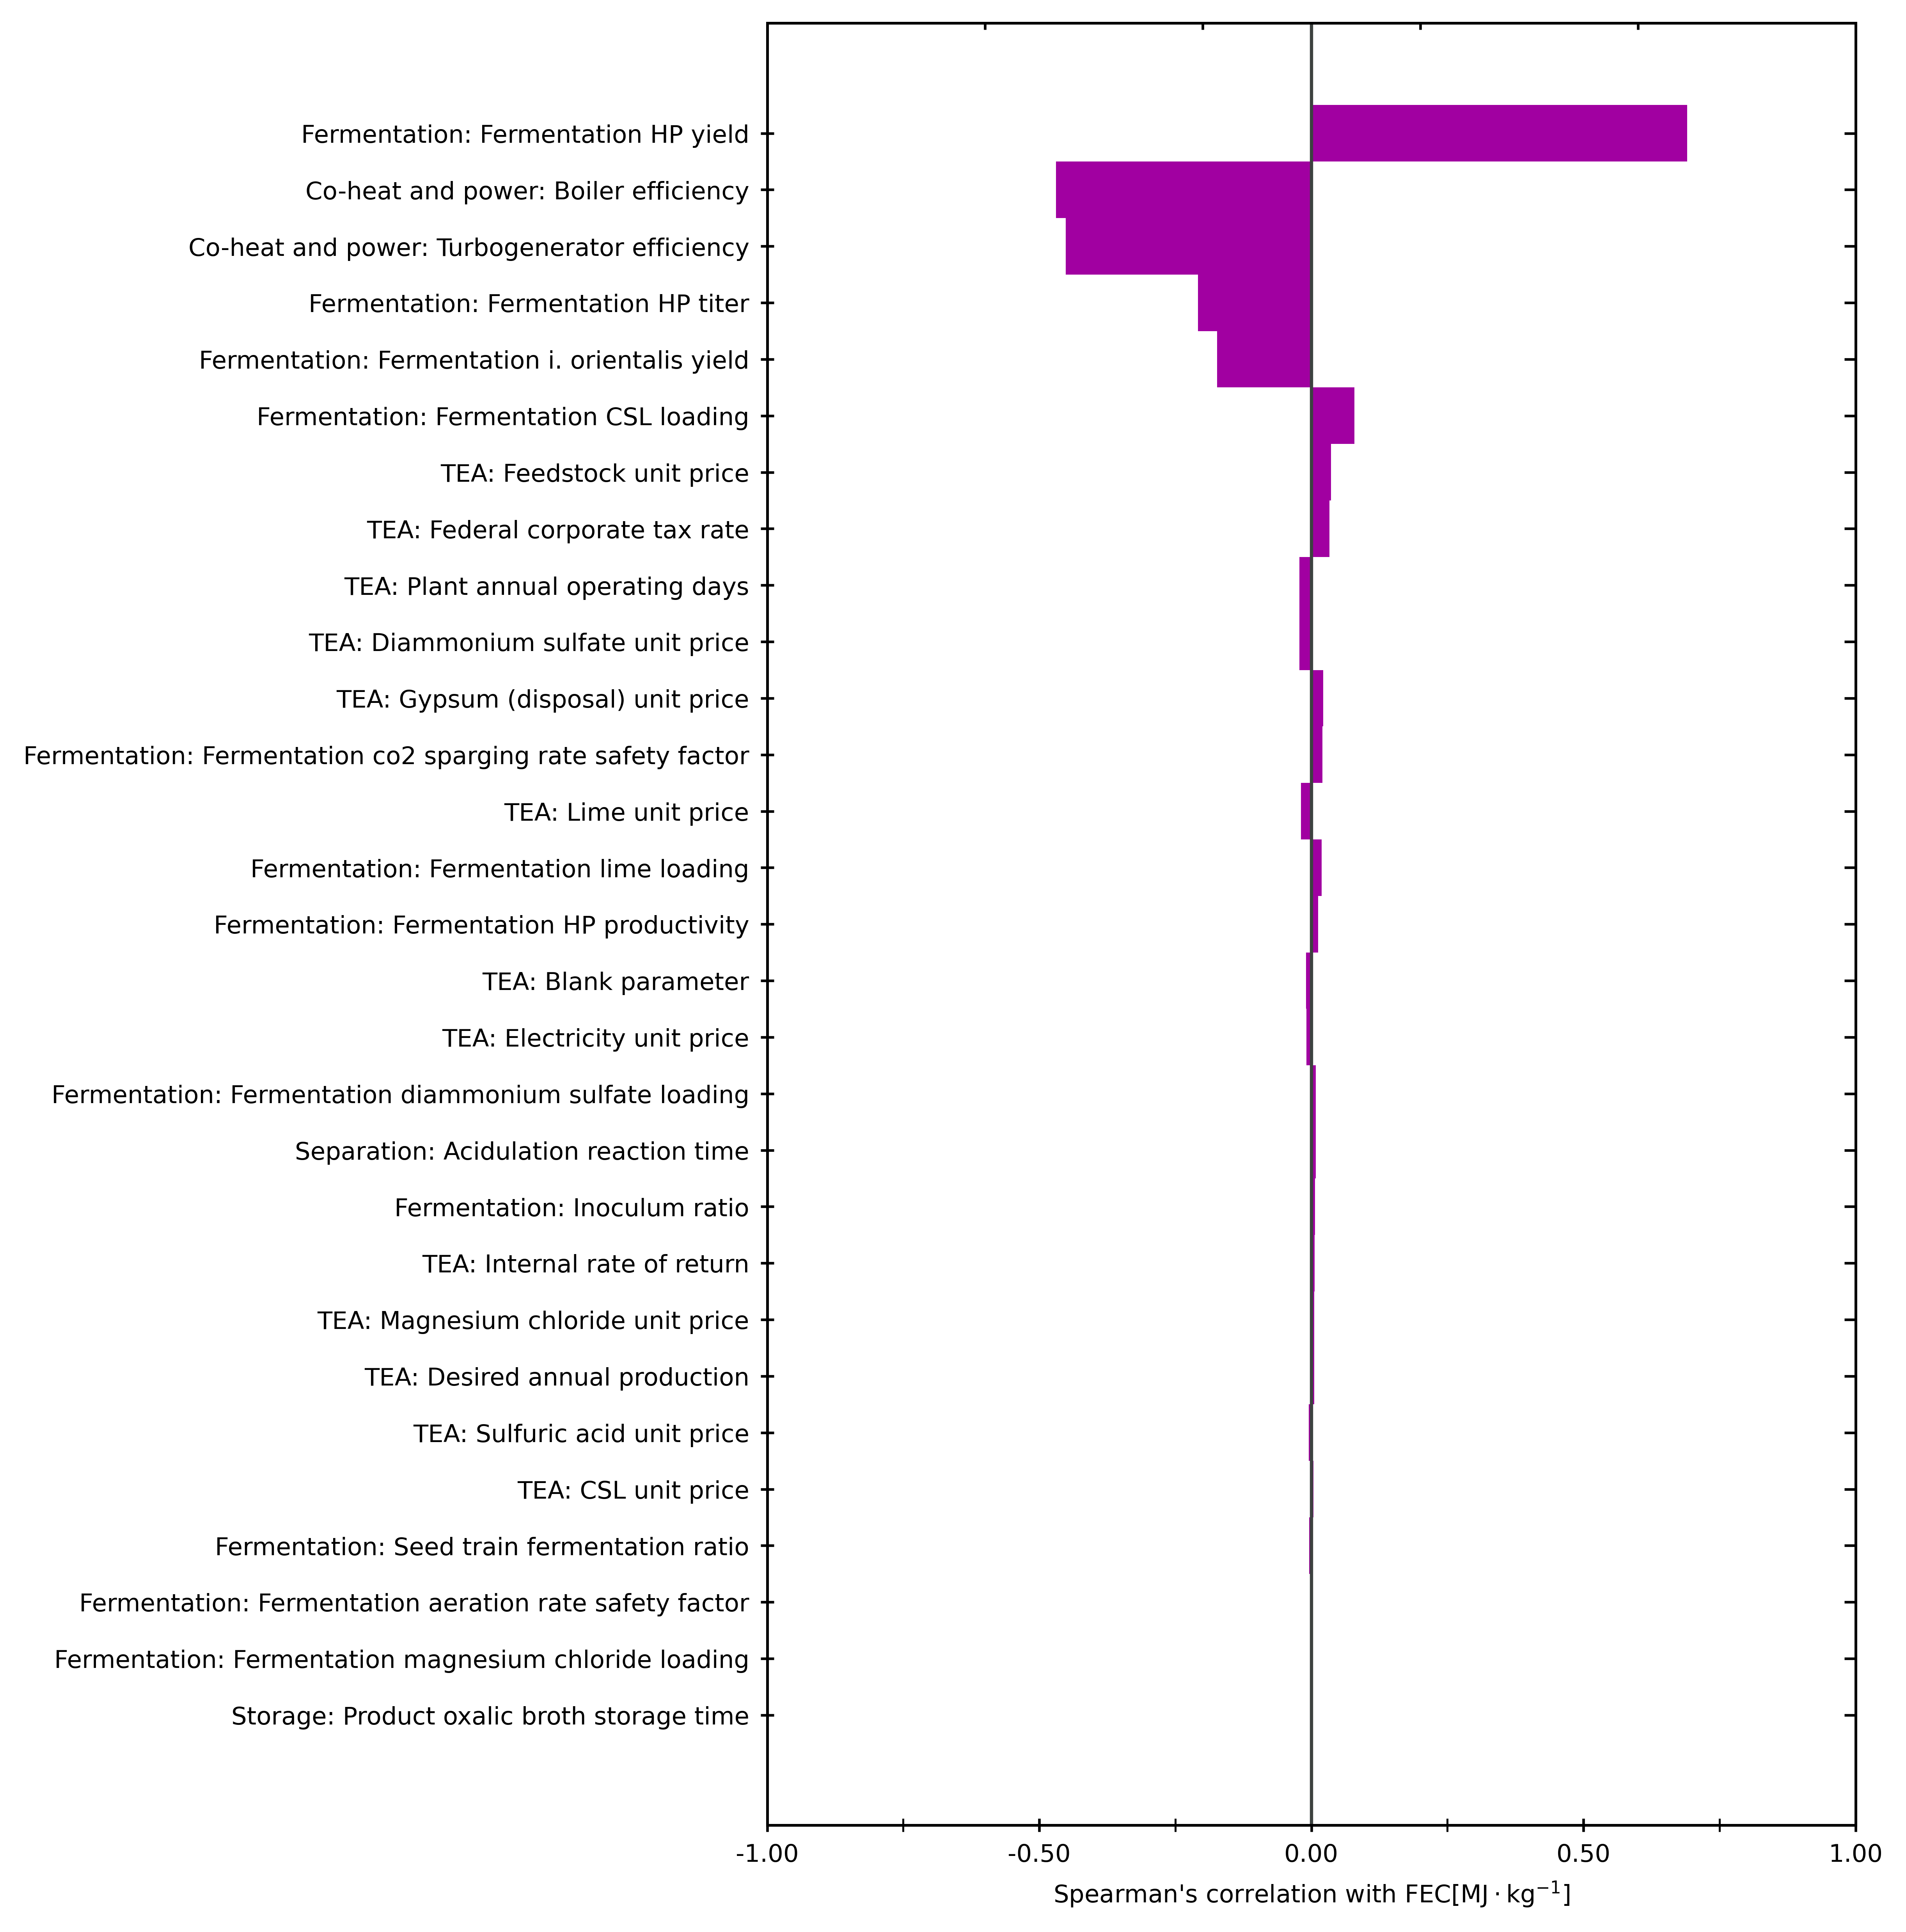 Fermentation: Fermentation HP yield
Co-heat and power: Boiler efficiency
Co-heat and power: Turbogenerator efficiency
Fermentation: Fermentation HP titer
Fermentation: Fermentation i. orientalis yield
Fermentation: Fermentation CSL loading
TEA: Feedstock unit price
TEA: Federal corporate tax rate
TEA: Plant annual operating days
TEA: Diammonium sulfate unit price
TEA: Gypsum (disposal) unit price
Fermentation: Fermentation co2 sparging rate safety factor
TEA: Lime unit price
Fermentation: Fermentation lime loading
Fermentation: Fermentation HP productivity
TEA: Blank parameter
TEA: Electricity unit price
Fermentation: Fermentation diammonium sulfate loading
Separation: Acidulation reaction time
Fermentation: Inoculum ratio
TEA: Internal rate of return
TEA: Magnesium chloride unit price
TEA: Desired annual production
TEA: Sulfuric acid unit price
TEA: CSL unit price
Fermentation: Seed train fermentation ratio
Fermentation: Fermentation aeration rate safety factor
Fermentation: Fermentation magnesium chloride loading
Storage: Product oxalic broth storage time
-1.00 -0.50 0.00 0.50 1.00
Spearman's correlation with FEC[MJ · kg⁻¹]